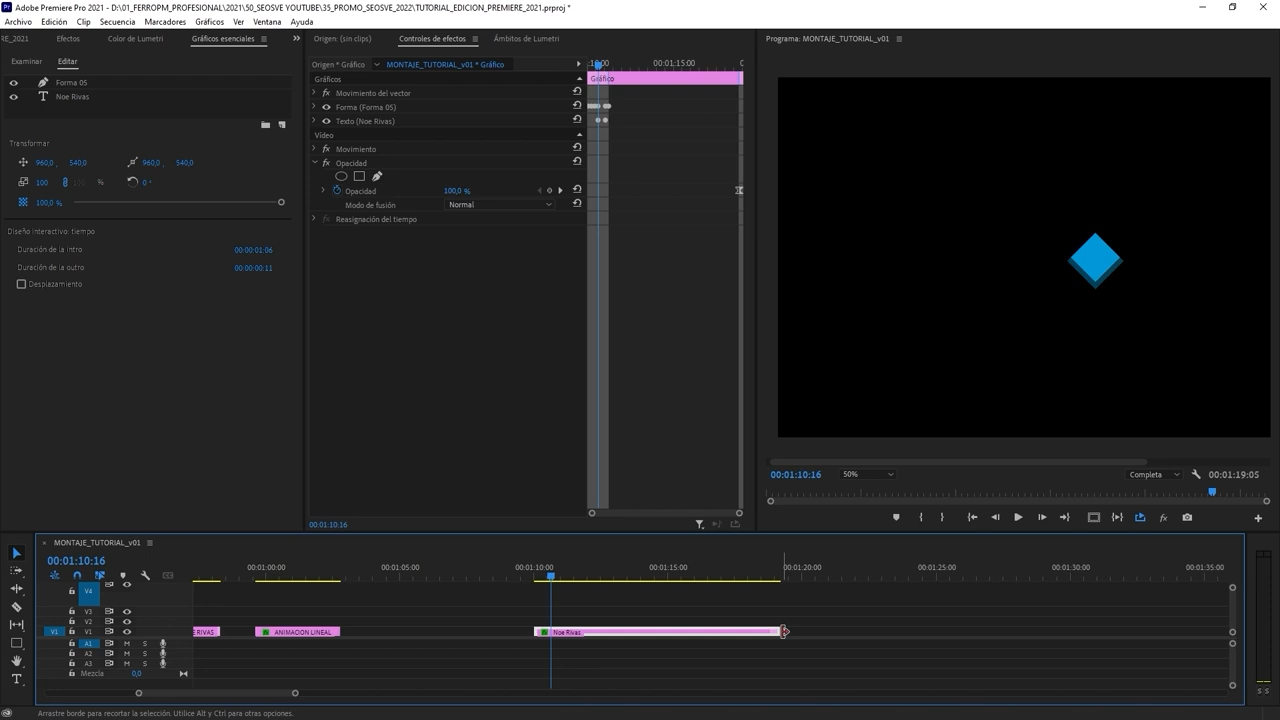 Adobe Premiere Pro 2021 - D:\01_FERROPM_PROFESIONAL\2021\50_SEOSVE YOUTUBE\35_PROMO_SEOSVE_2022\TUTORIAL_EDICION_PREMIERE_2021.prproj *
Archivo Edición Clip Secuencia Marcadores Gráficos Ver Ventana Ayuda
RE_2021 Efectos Color de Lumetri Gráficos esenciales
Examinar Editar
Forma 05
Noe Rivas
Transformar
960,0 , 540,0 960,0 540,0
100 100 % 0 °
100,0 %
Diseño interactivo: tiempo
Duración de la intro 00:00:01:06
Duración de la outro 00:00:00:11
Desplazamiento
Origen: (sin clips) Controles de efectos Ámbitos de Lumetri
Origen * Gráfico MONTAJE_TUTORIAL_v01 * Gráfico
10:00 00:01:15:00
Gráficos Gráfico
Movimiento del vector
Forma (Forma 05)
Texto (Noe Rivas)
Vídeo
Movimiento
Opacidad
Opacidad 100,0 %
Modo de fusión Normal
Reasignación del tiempo
00:01:10:16
Programa: MONTAJE_TUTORIAL_v01
00:01:10:16 50% Completa 00:01:19:05
MONTAJE_TUTORIAL_v01
00:01:10:16
00:01:00:00 00:01:05:00 00:01:10:00 00:01:15:00 00:01:20:00 00:01:25:00 00:01:30:00 00:01:35:00
V4
V3
V2
V1 V1 E RIVAS ANIMACION LINEAL Noe Rivas
A1 M S
A2 M S
A3 M S
Mezcla 0,0
S S
Arrastre borde para recortar la selección. Utilice Alt y Ctrl para otras opciones.